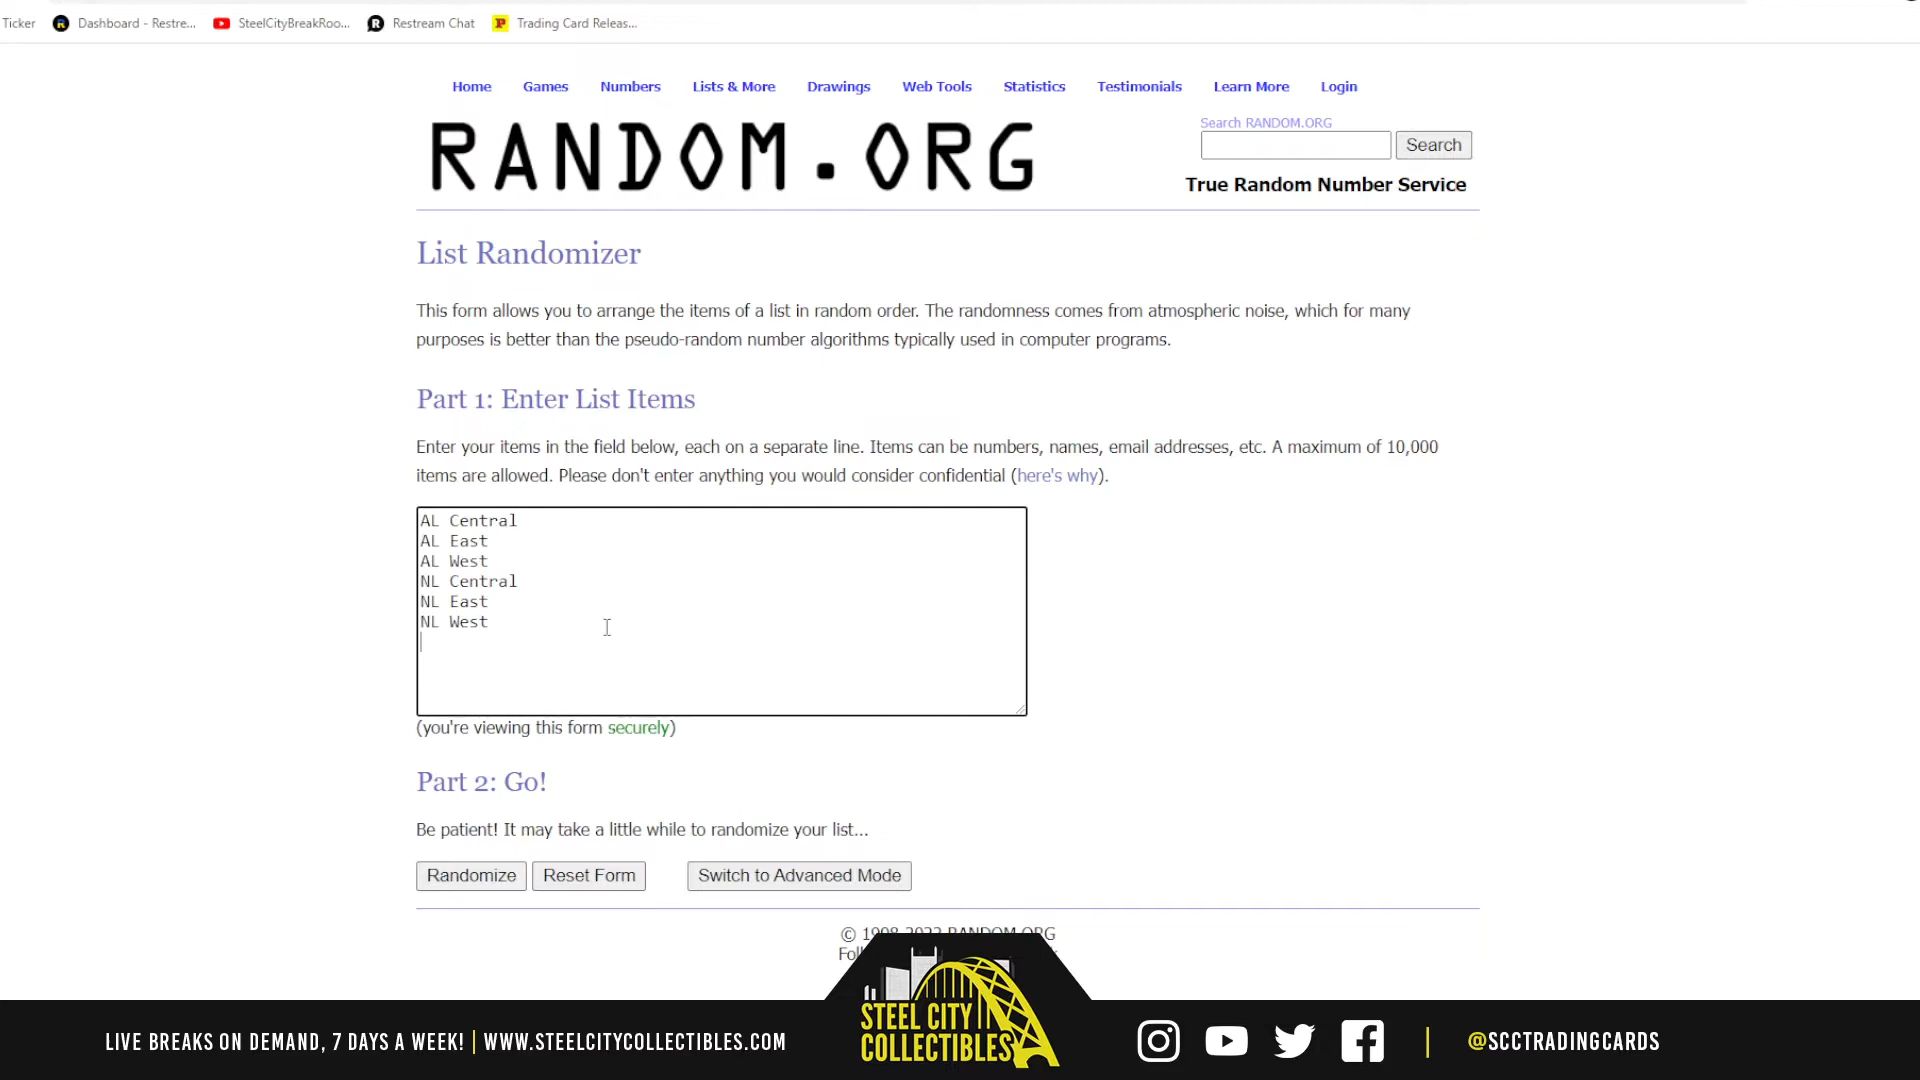 Ticker
Dashboard - Restre...
SteelCityBreakRoo...
Restream Chat
Trading Card Releas...
Home
Games
Numbers
Lists & More
Drawings
Web Tools
Statistics
Testimonials
Learn More
Login
RANDOM.ORG
Search RANDOM.ORG
Search
True Random Number Service
List Randomizer
This form allows you to arrange the items of a list in random order. The randomness comes from atmospheric noise, which for many
purposes is better than the pseudo-random number algorithms typically used in computer programs.
Part 1: Enter List Items
Enter your items in the field below, each on a separate line. Items can be numbers, names, email addresses, etc. A maximum of 10,000
items are allowed. Please don't enter anything you would consider confidential (here's why).
AL Central
AL East
AL West
NL Central
NL East
NL West
(you're viewing this form securely)
Part 2: Go!
Be patient! It may take a little while to randomize your list...
Randomize
Reset Form
Switch to Advanced Mode
© RANDOM.ORG
LIVE BREAKS ON DEMAND, 7 DAYS A WEEK! | WWW.STEELCITYCOLLECTIBLES.COM
STEEL CITY
COLLECTIBLES
@SCCTRADINGCARDS